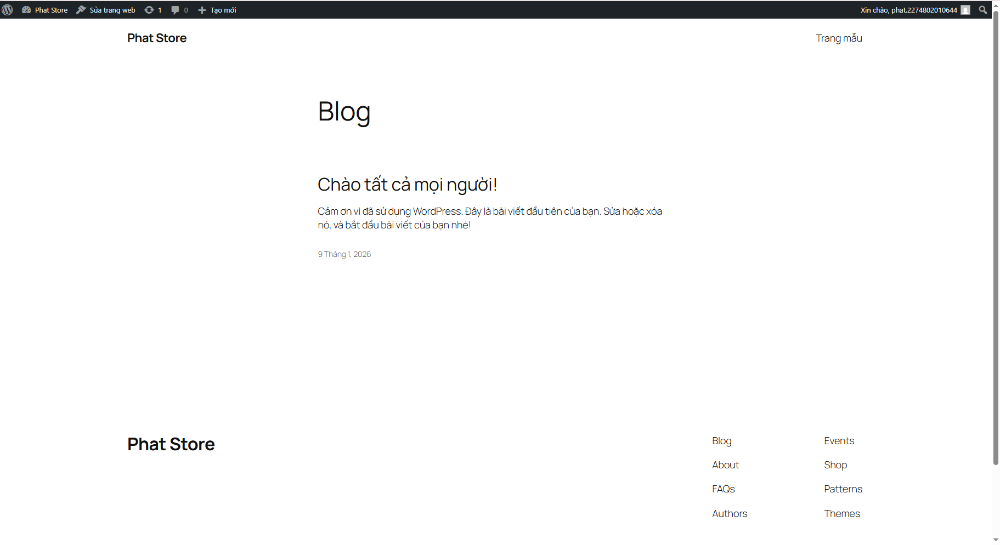 Phat Store
Sửa trang web
1
0
Tạo mới
Xin chào, phat.2274802010644
Phat Store
Trang mẫu
Blog
Chào tất cả mọi người!
Cảm ơn vì đã sử dụng WordPress. Đây là bài viết đầu tiên của bạn. Sửa hoặc xóa
nó, và bắt đầu bài viết của bạn nhé!
9 Tháng 1, 2026
Phat Store
Blog
About
FAQs
Authors
Events
Shop
Patterns
Themes